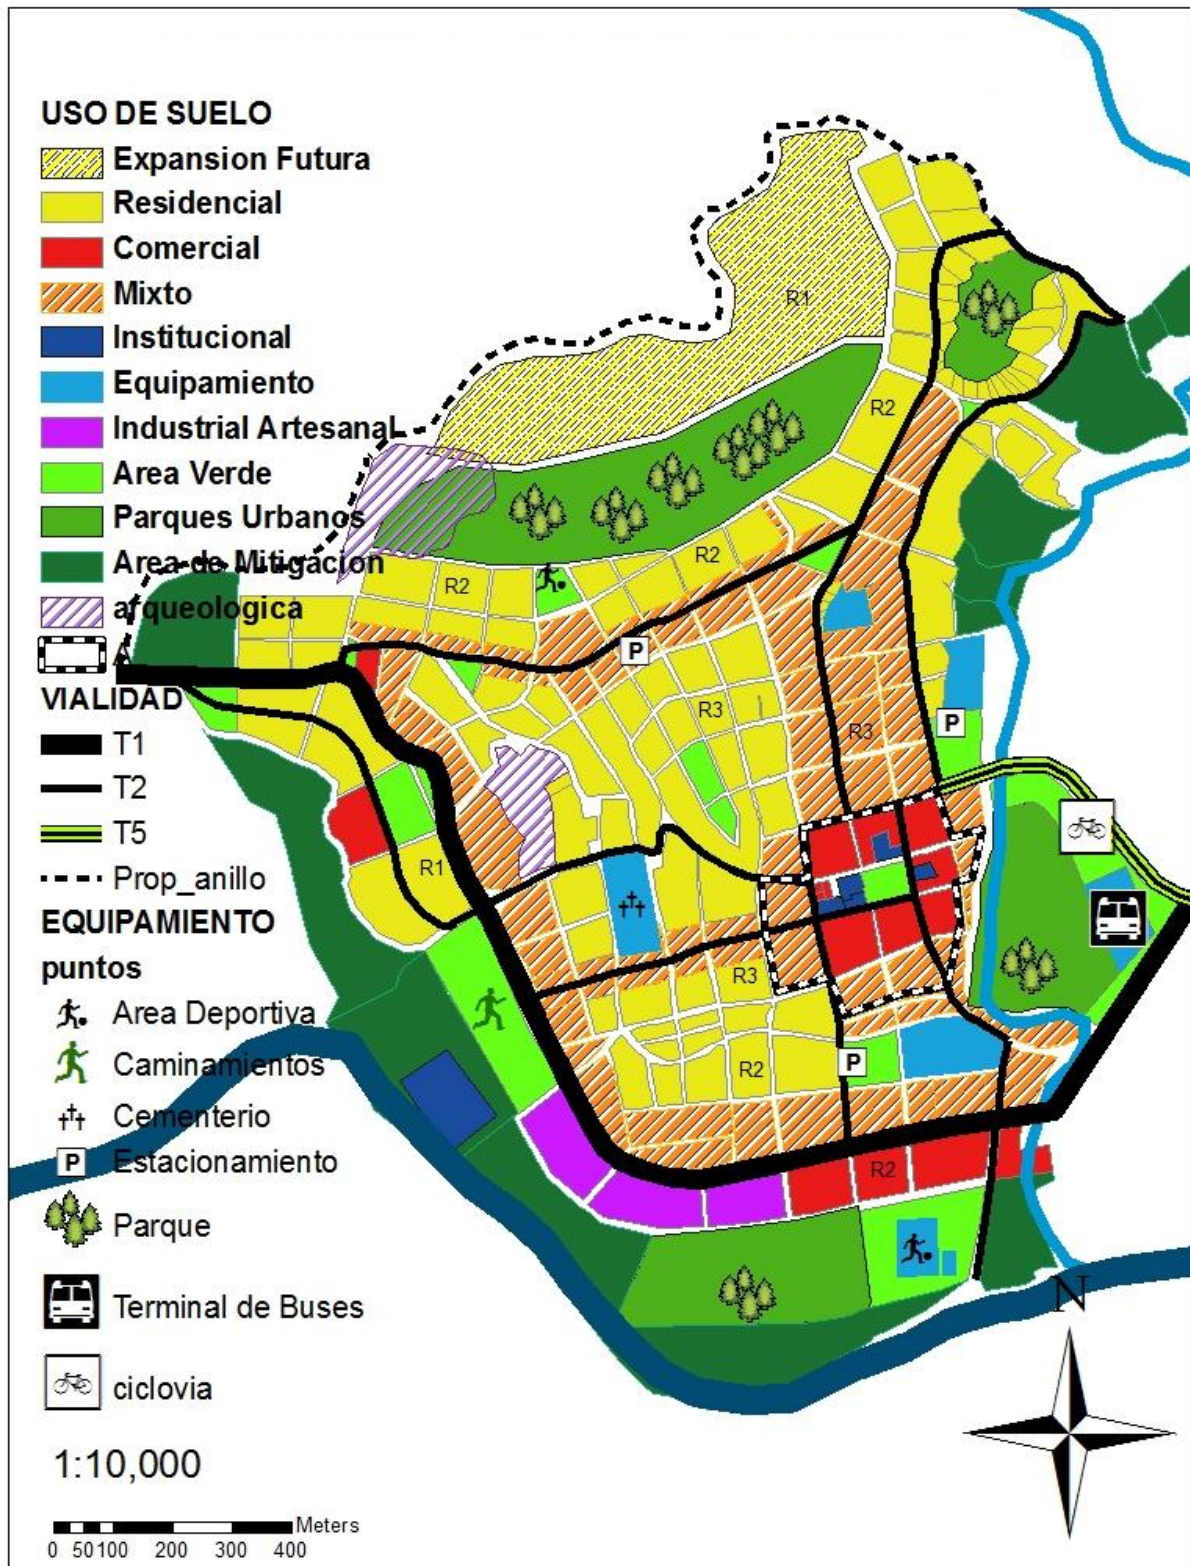 USO DE SUELO
Expansion Futura
Residencial
Comercial
Mixto
Institucional
Equipamiento
Industrial Artesanal
Area Verde
Parques Urbanos
Area de Mitigacion
arqueologica
A
VIALIDAD
T1
T2
T5
Prop_anillo
EQUIPAMIENTO
puntos
Area Deportiva
Caminamientos
Cementerio
P
Estacionamiento
Parque
Terminal de Buses
ciclovia
1:10,000
Meters
0 50 100 200 300 400
R1
R2
R2
R2
P
R3
R3
P
R1
R3
R2
P
R2
N